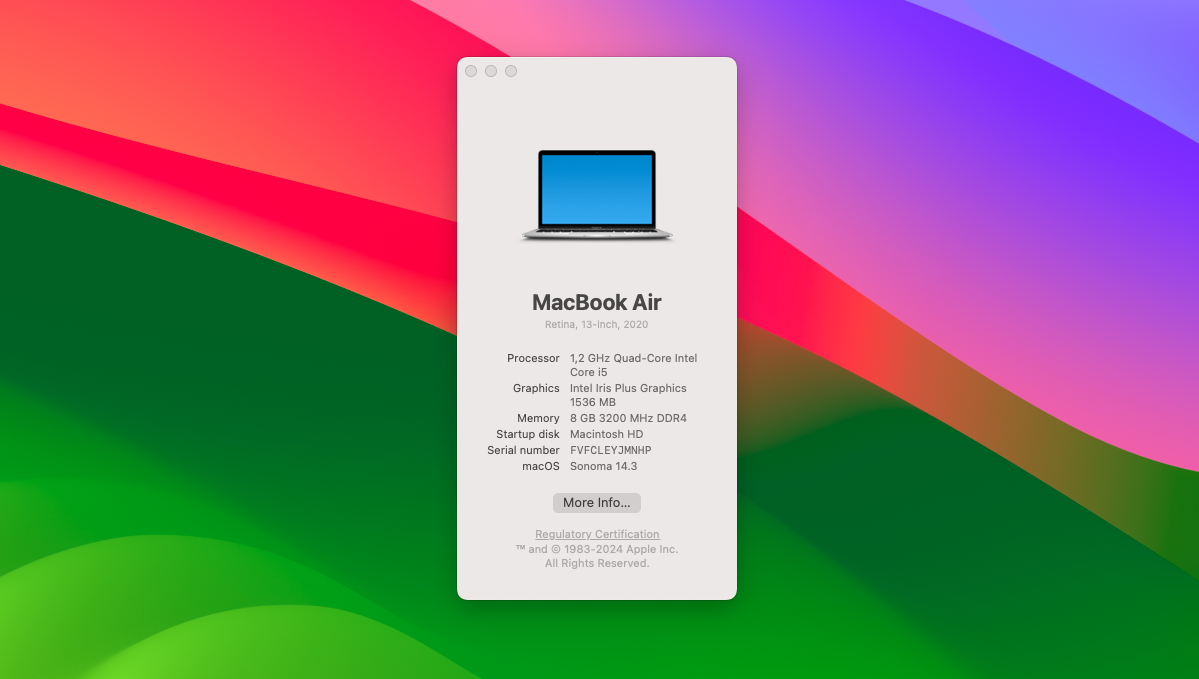 MacBook Air
Retina, 13-inch, 2020
Processor 1,2 GHz Quad-Core Intel
Core i5
Graphics Intel Iris Plus Graphics
1536 MB
Memory 8 GB 3200 MHz DDR4
Startup disk Macintosh HD
Serial number FVFCLEYJMNHP
macOS Sonoma 14.3
More Info...
Regulatory Certification
™ and © 1983-2024 Apple Inc.
All Rights Reserved.